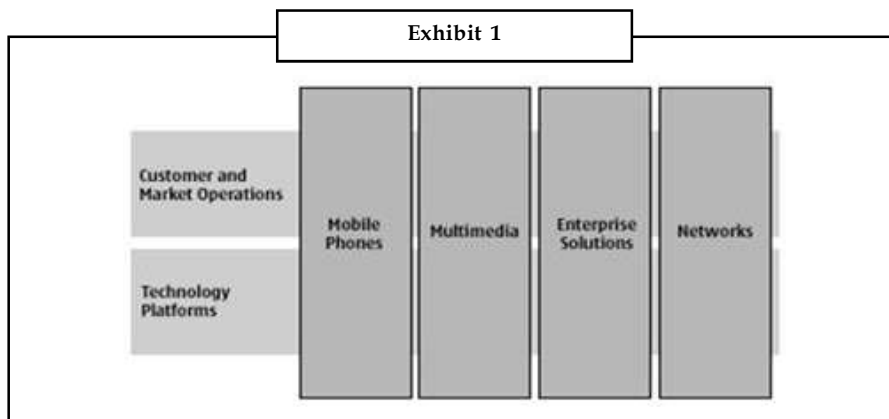 Exhibit 1
Customer and
Market Operations
Mobile
Phones
Multimedia
Enterprise
Solutions
Networks
Technology
Platforms